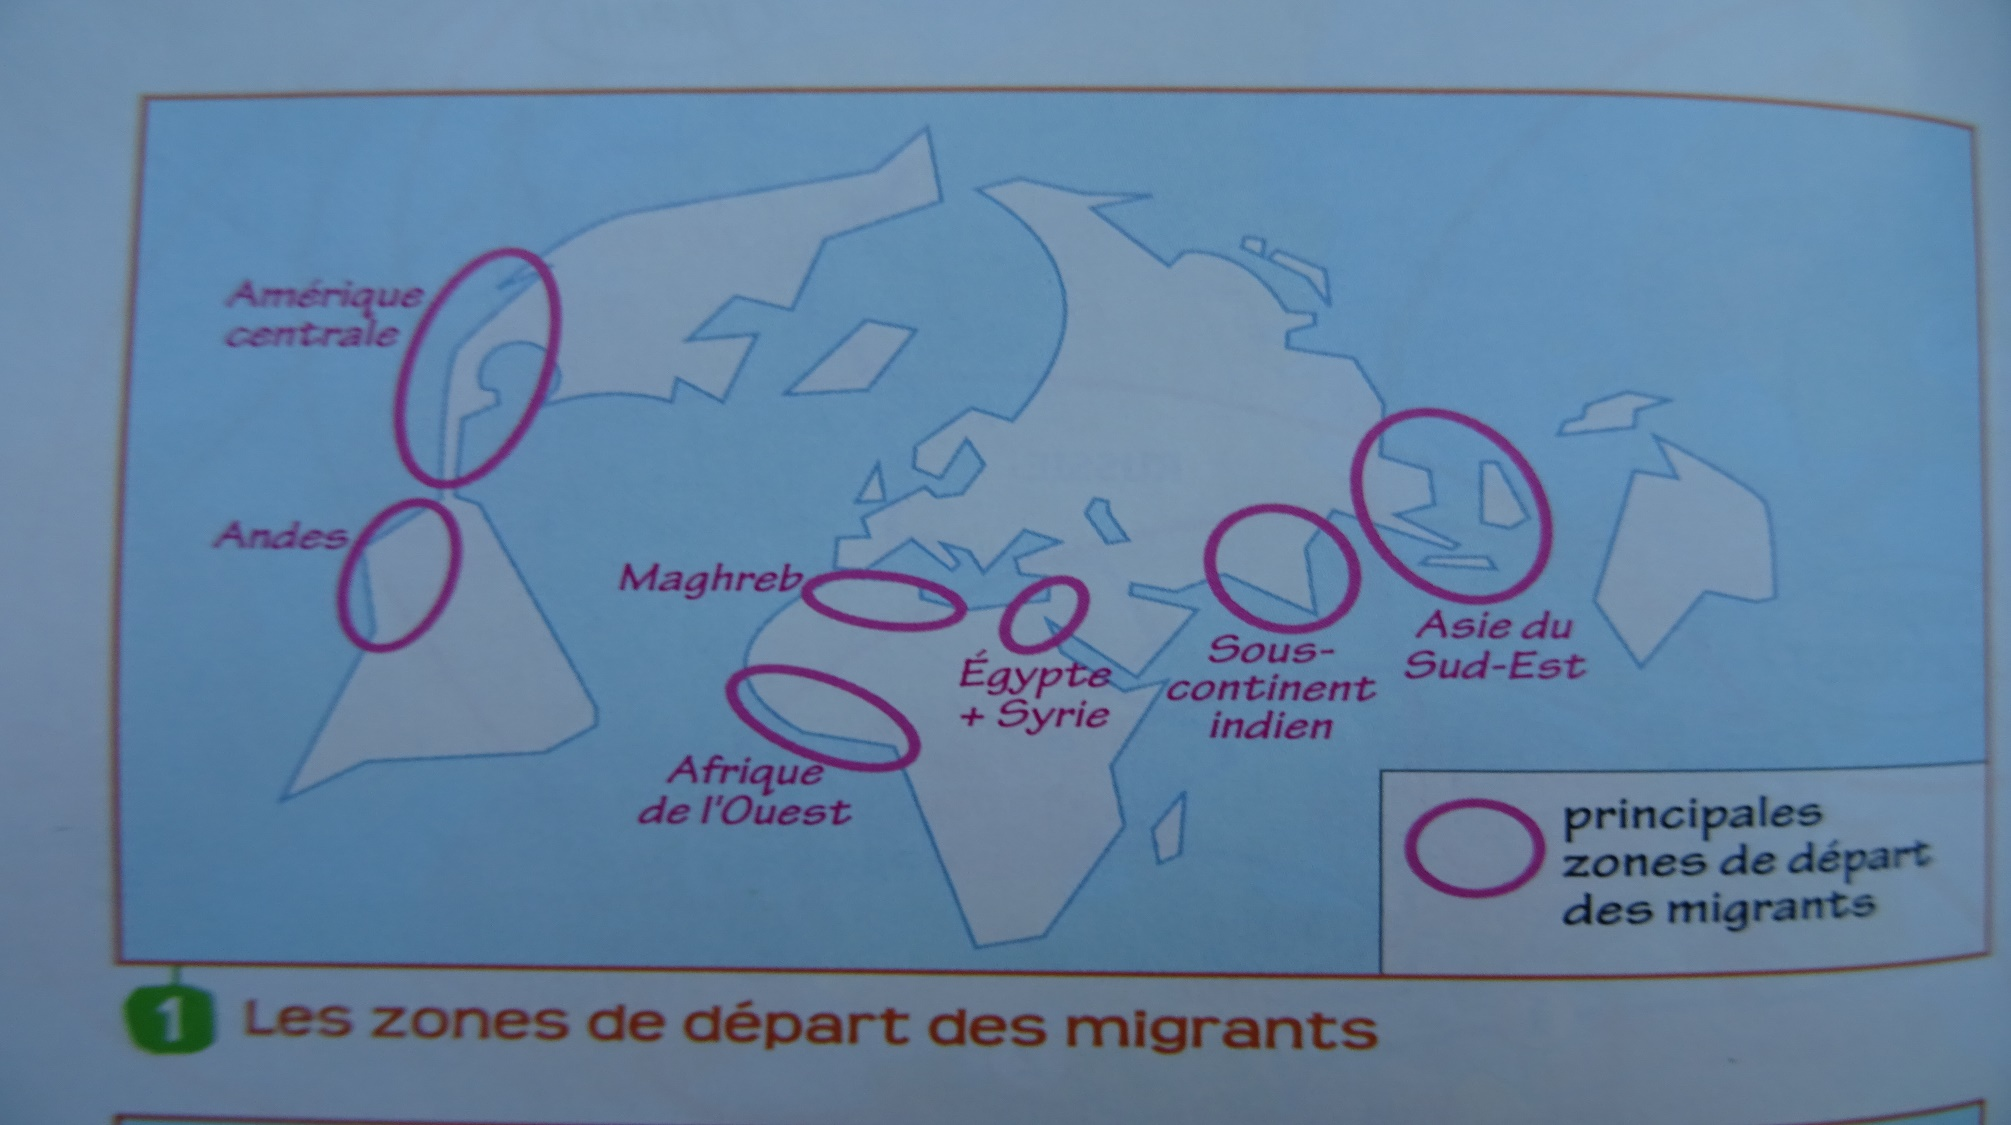 Amérique
centrale
Andes
Maghreb
Afrique
de l'Ouest
Égypte
+ Syrie
Sous-
continent
indien
Asie du
Sud-Est
principales
zones de départ
des migrants
1 Les zones de départ des migrants